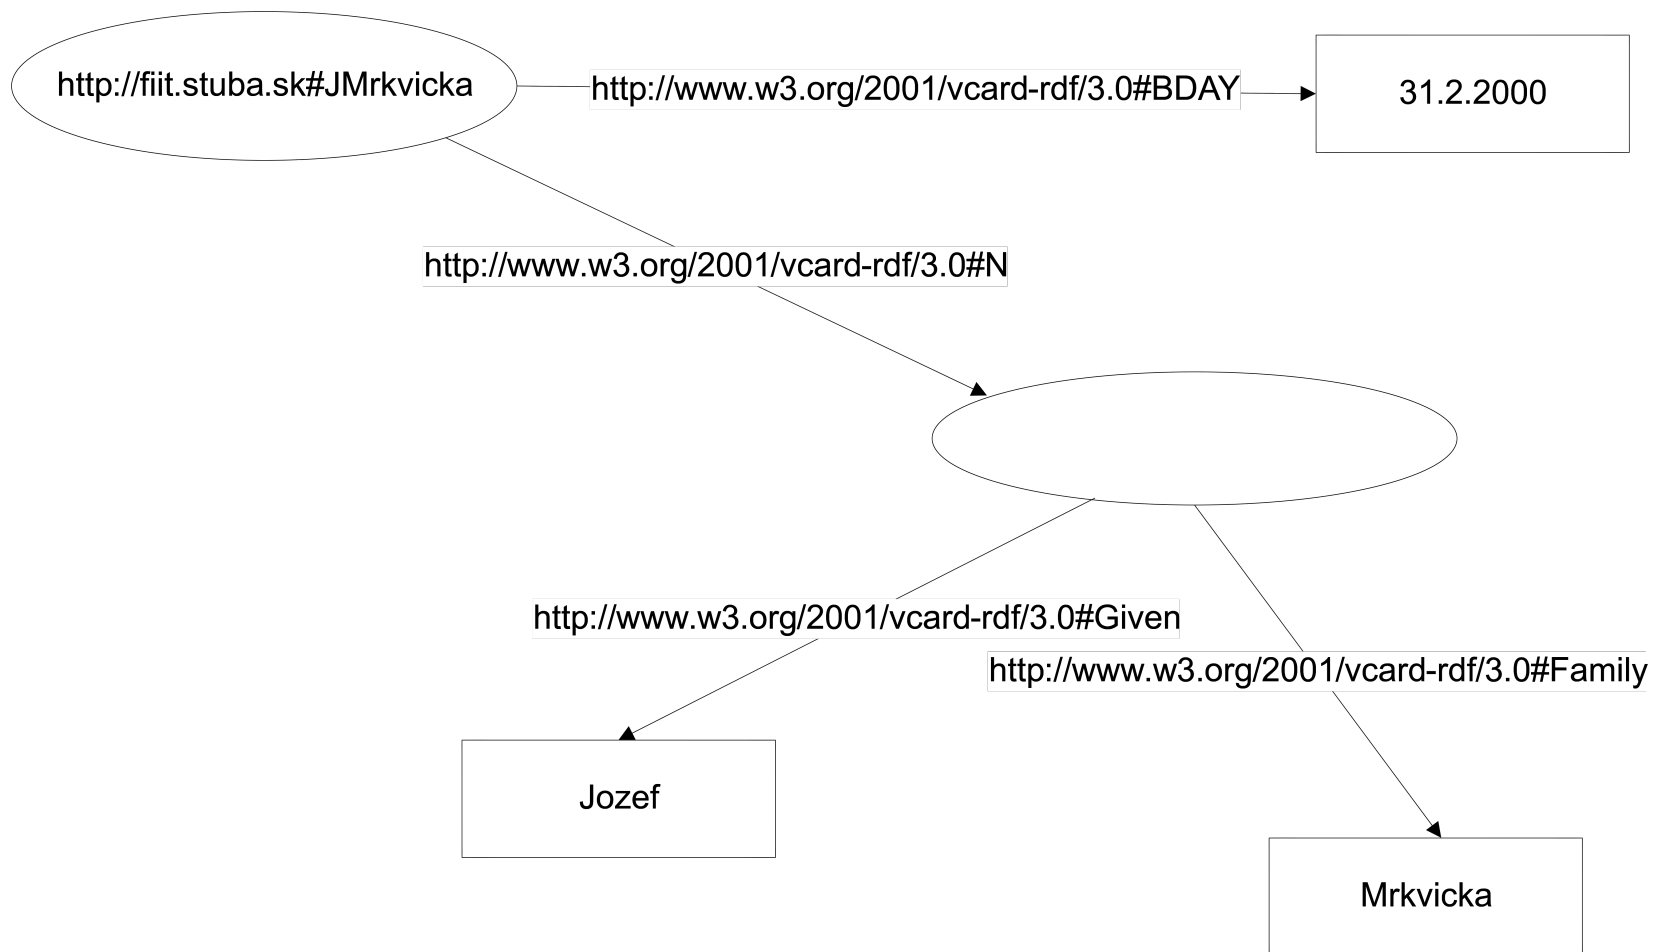 http://fiit.stuba.sk#JMrkvicka
http://www.w3.org/2001/vcard-rdf/3.0#BDAY
31.2.2000
http://www.w3.org/2001/vcard-rdf/3.0#N
http://www.w3.org/2001/vcard-rdf/3.0#Given
http://www.w3.org/2001/vcard-rdf/3.0#Family
Jozef
Mrkvicka